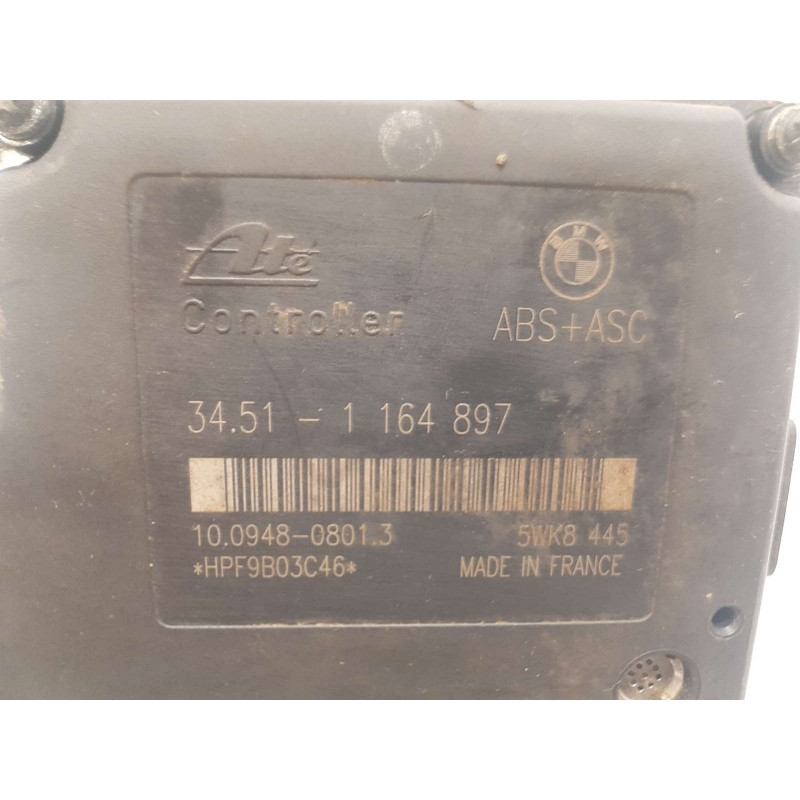 Ate
BMW
Controller
ABS+ASC
34.51 - 1 164 897
10.0948-0801.3
5WK8 445
*HPF9B03C46*
MADE IN FRANCE